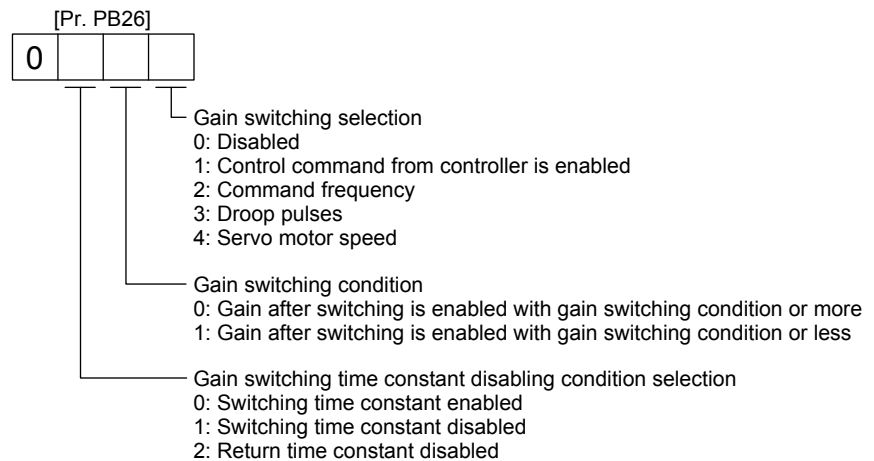 [Pr. PB26]
0
Gain switching selection
0: Disabled
1: Control command from controller is enabled
2: Command frequency
3: Droop pulses
4: Servo motor speed
Gain switching condition
0: Gain after switching is enabled with gain switching condition or more
1: Gain after switching is enabled with gain switching condition or less
Gain switching time constant disabling condition selection
0: Switching time constant enabled
1: Switching time constant disabled
2: Return time constant disabled